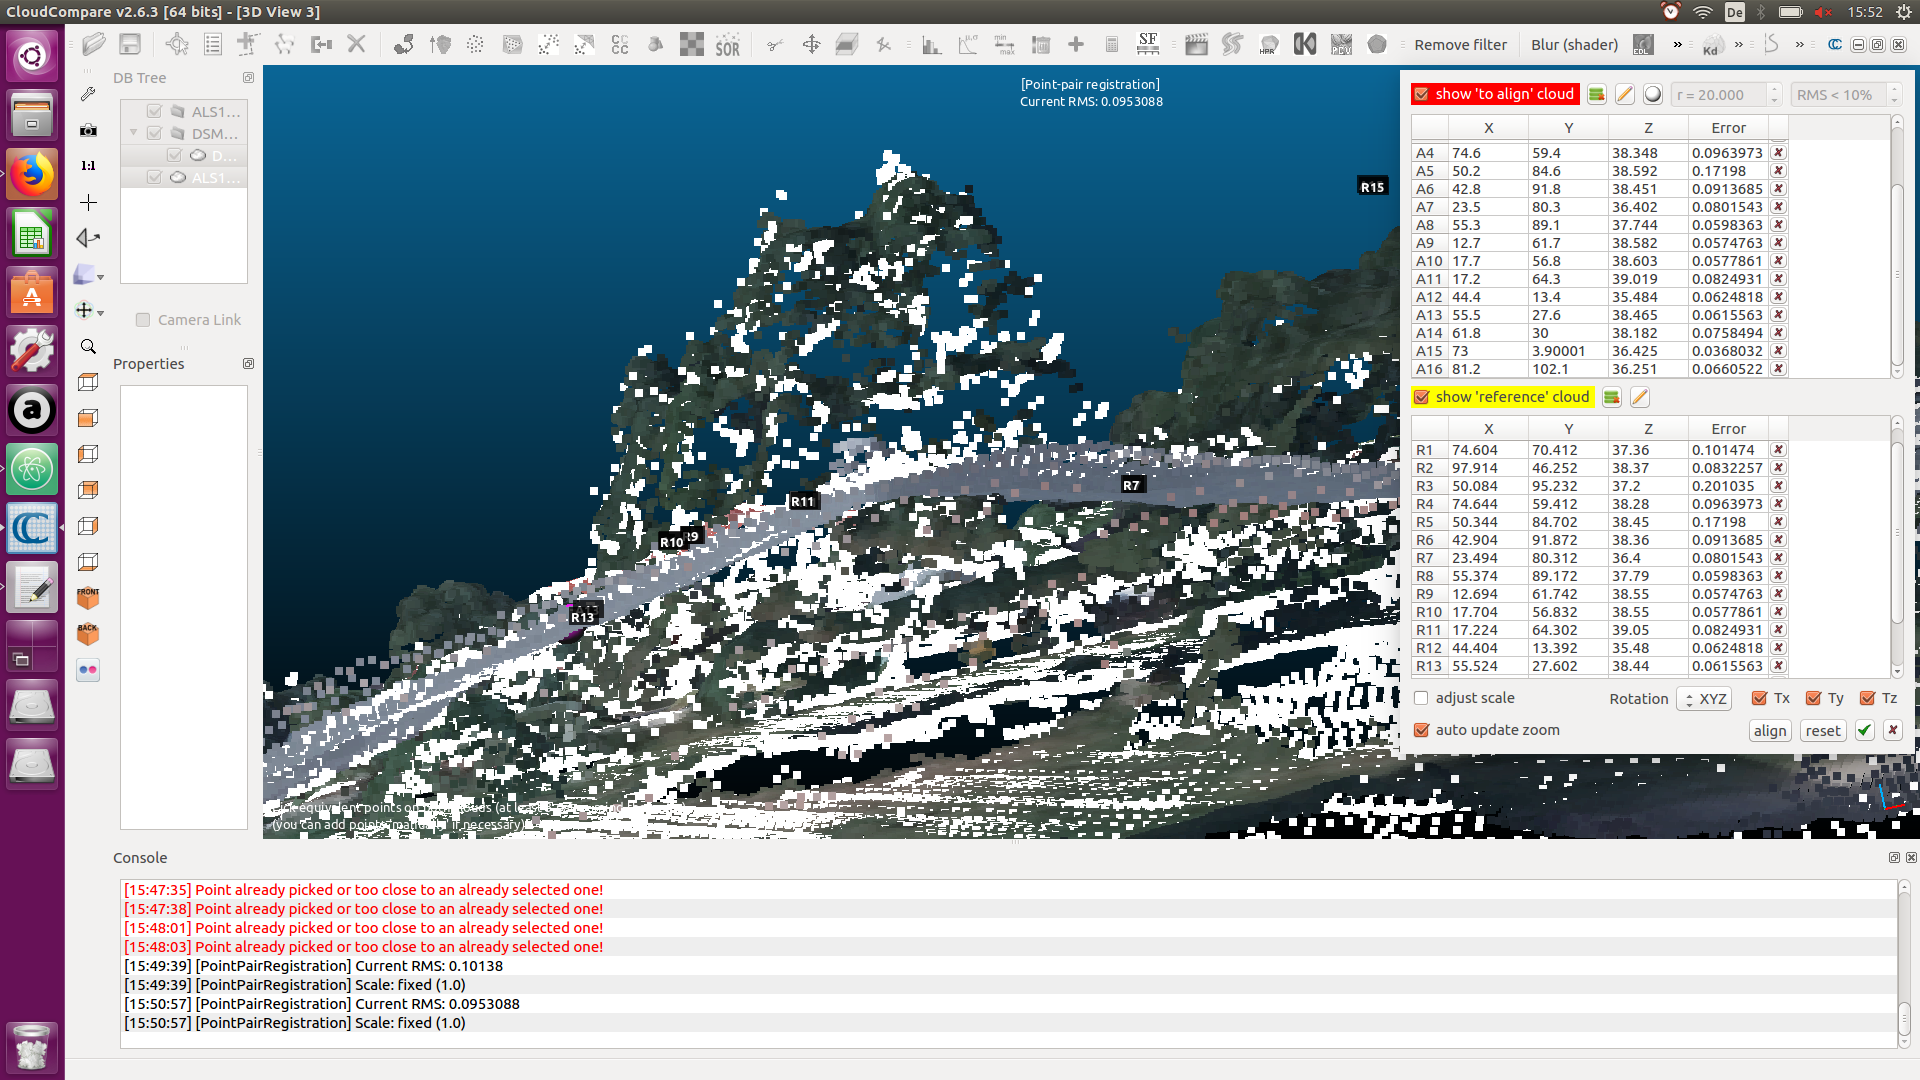 CloudCompare v2.6.3 [64 bits] - [3D View 3]
De
15:52
SOR
SF
Remove filter
Blur (shader)
Kd
DB Tree
ALS1...
DSM...
D...
ALS1...
Camera Link
Properties
1:1
FRONT
BACK
[Point-pair registration]
Current RMS: 0.0953088
R15
R7
R11
R10
R13
(you can add points manually if necessary)
show 'to align' cloud
r = 20.000
RMS < 10%
X Y Z Error
A4 74.6 59.4 38.348 0.0963973
A5 50.2 84.6 38.592 0.17198
A6 42.8 91.8 38.451 0.0913685
A7 23.5 80.3 36.402 0.0801543
A8 55.3 89.1 37.744 0.0598363
A9 12.7 61.7 38.582 0.0574763
A10 17.7 56.8 38.603 0.0577861
A11 17.2 64.3 39.019 0.0824931
A12 44.4 13.4 35.484 0.0624818
A13 55.5 27.6 38.465 0.0615563
A14 61.8 30 38.182 0.0758494
A15 73 3.90001 36.425 0.0368032
A16 81.2 102.1 36.251 0.0660522
show 'reference' cloud
X Y Z Error
R1 74.604 70.412 37.36 0.101474
R2 97.914 46.252 38.37 0.0832257
R3 50.084 95.232 37.2 0.201035
R4 74.644 59.412 38.28 0.0963973
R5 50.344 84.702 38.45 0.17198
R6 42.904 91.872 38.36 0.0913685
R7 23.494 80.312 36.4 0.0801543
R8 55.374 89.172 37.79 0.0598363
R9 12.694 61.742 38.55 0.0574763
R10 17.704 56.832 38.55 0.0577861
R11 17.224 64.302 39.05 0.0824931
R12 44.404 13.392 35.48 0.0624818
R13 55.524 27.602 38.44 0.0615563
adjust scale
Rotation XYZ Tx Ty Tz
auto update zoom
align reset
Console
[15:47:35] Point already picked or too close to an already selected one!
[15:47:38] Point already picked or too close to an already selected one!
[15:48:01] Point already picked or too close to an already selected one!
[15:48:03] Point already picked or too close to an already selected one!
[15:49:39] [PointPairRegistration] Current RMS: 0.10138
[15:49:39] [PointPairRegistration] Scale: fixed (1.0)
[15:50:57] [PointPairRegistration] Current RMS: 0.0953088
[15:50:57] [PointPairRegistration] Scale: fixed (1.0)